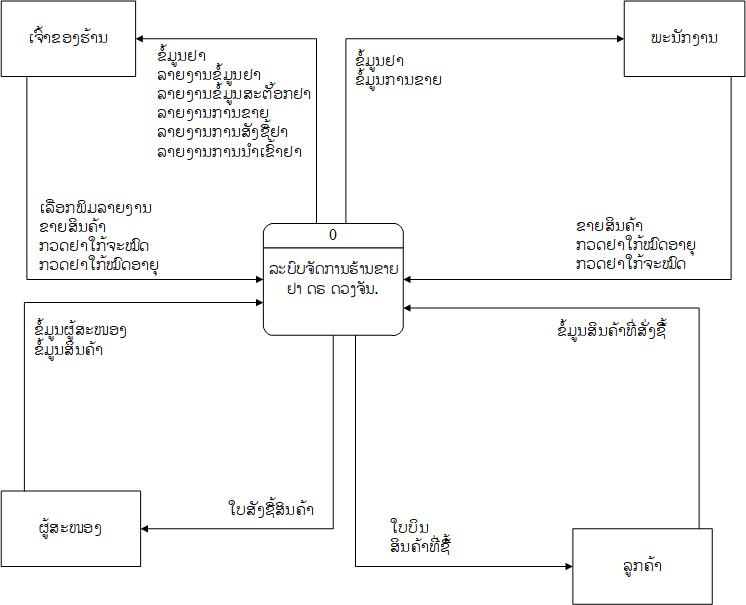 ເຈົ້າຂອງຮ້ານ
ພະນັກງານ
ຂໍ້ມູນຢາ
ລາຍງານຂໍ້ມູນຢາ
ລາຍງານຂໍ້ມູນສະຕ໊ອກຢາ
ລາຍງານການຂາຍ
ລາຍງານການສັ່ງຊື້ຢາ
ລາຍງານການນໍາເຂົ້າຢາ
ຂໍ້ມູນຢາ
ຂໍ້ມູນການຂາຍ
ເລືອກພິມລາຍງານ
ຂາຍສິນຄ້າ
ກວດຢາໃກ້ຈະໝົດ
ກວດຢາໃກ້ໝົດອາຍຸ
0
ລະບົບຈັດການຮ້ານຂາຍ
ຢາ ດຣ ດວງຈັນ.
ຂາຍສິນຄ້າ
ກວດຢາໃກ້ໝົດອາຍຸ
ກວດຢາໃກ້ຈະໝົດ
ຂໍ້ມູນຜູ້ສະໜອງ
ຂໍ້ມູນສິນຄ້າ
ຂໍ້ມູນສິນຄ້າທີ່ສັ່ງຊື້
ໃບສັ່ງຊື້ສິນຄ້າ
ຜູ້ສະໜອງ
ໃບບິນ
ສິນຄ້າທີ່ຊື້
ລູກຄ້າ